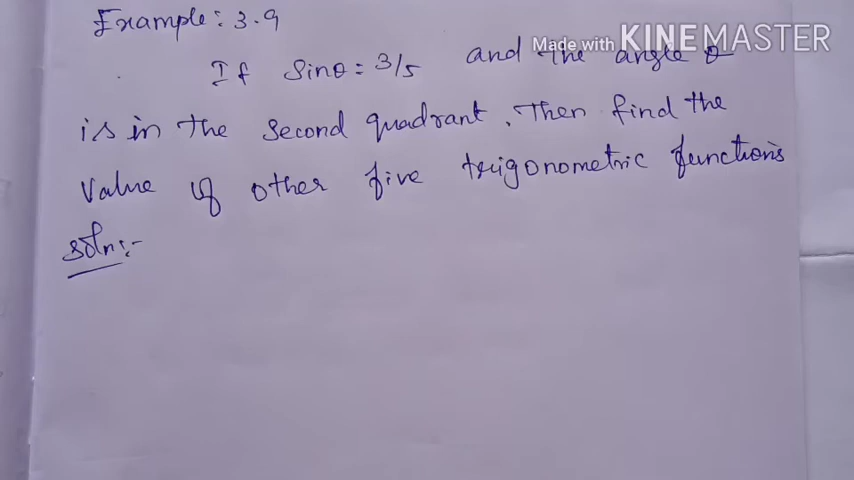 Example: 3.9
Made with KINEMASTER
If sinθ = 3/5 and the angle θ
is in the second quadrant. Then find the
value of other five trigonometric functions
soln:-